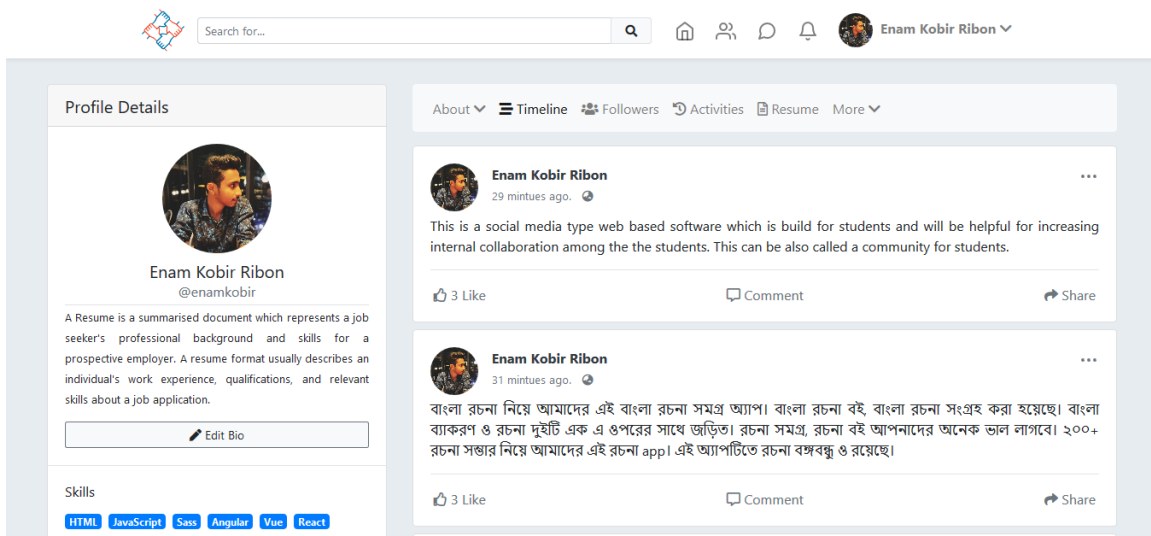 Search for...
Enam Kobir Ribon
Profile Details
Enam Kobir Ribon
@enamkobir
A Resume is a summarised document which represents a job
seeker's professional background and skills for a
prospective employer. A resume format usually describes an
individual's work experience, qualifications, and relevant
skills about a job application.
Edit Bio
Skills
HTML JavaScript Sass Angular Vue React
About Timeline Followers Activities Resume More
Enam Kobir Ribon
29 mintues ago.
This is a social media type web based software which is build for students and will be helpful for increasing
internal collaboration among the the students. This can be also called a community for students.
3 Like Comment Share
Enam Kobir Ribon
31 mintues ago.
বাংলা রচনা নিয়ে আমাদের এই বাংলা রচনা সমগ্র অ্যাপ। বাংলা রচনা বই, বাংলা রচনা সংগ্রহ করা হয়েছে। বাংলা
ব্যাকরণ ও রচনা দুইটি এক এ ওপরের সাথে জড়িত। রচনা সমগ্র, রচনা বই আপনাদের অনেক ভাল লাগবে। ২০০+
রচনা সম্ভার নিয়ে আমাদের এই রচনা app। এই অ্যাপটিতে রচনা বঙ্গবন্ধু ও রয়েছে।
3 Like Comment Share